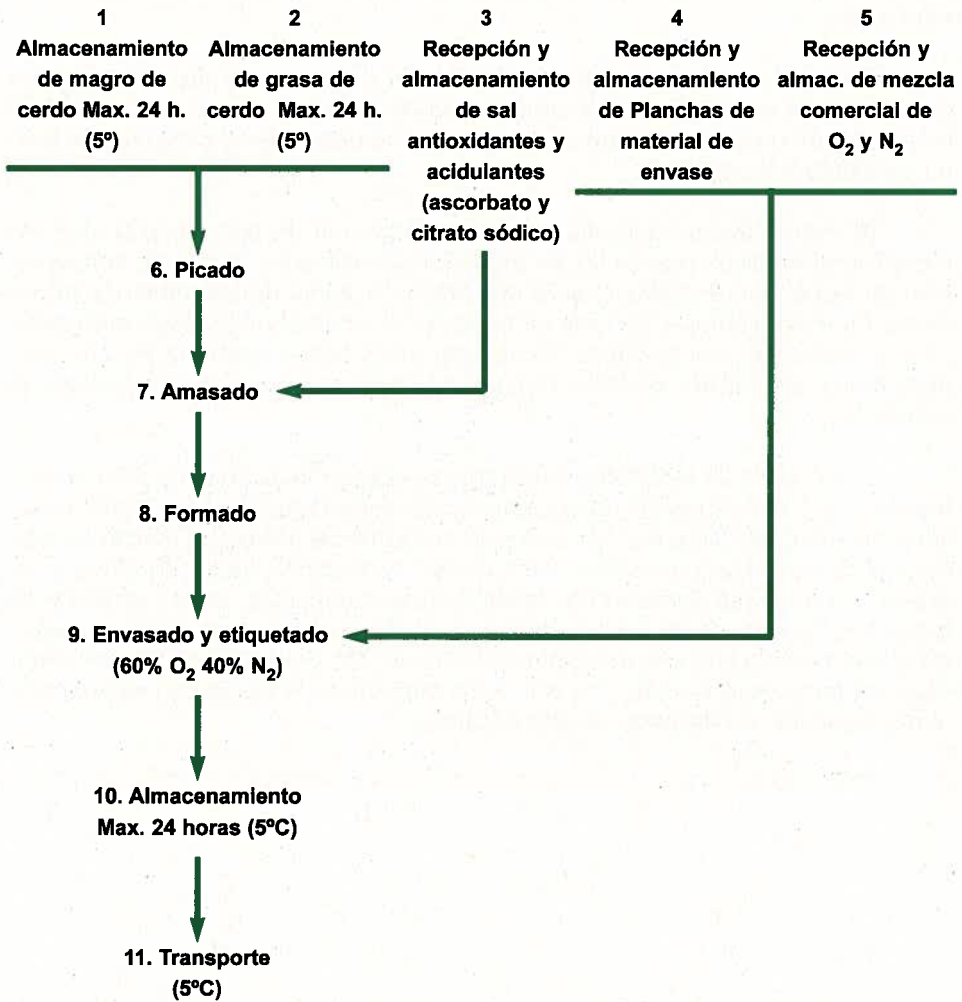 1
Almacenamiento
de magro de
cerdo Max. 24 h.
(5º)
2
Almacenamiento
de grasa de
cerdo Max. 24 h.
(5º)
3
Recepción y
almacenamiento
de sal
antioxidantes y
acidulantes
(ascorbato y
citrato sódico)
4
Recepción y
almacenamiento
de Planchas de
material de
envase
5
Recepción y
almac. de mezcla
comercial de
O₂ y N₂
6. Picado
7. Amasado
8. Formado
9. Envasado y etiquetado
(60% O₂ 40% N₂)
10. Almacenamiento
Max. 24 horas (5ºC)
11. Transporte
(5ºC)